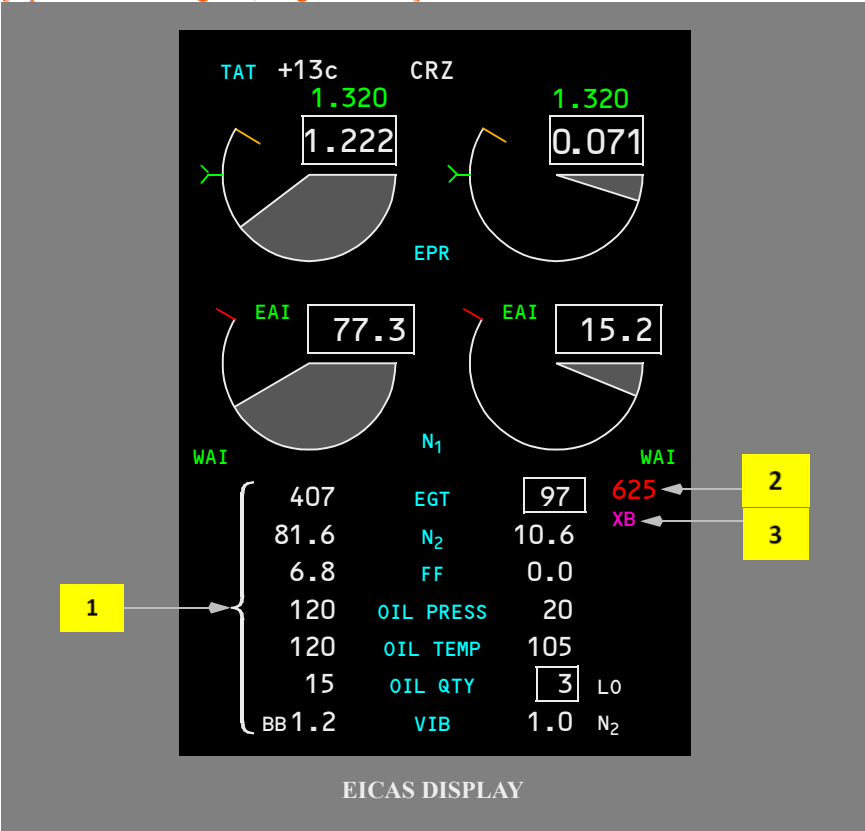 TAT +13c CRZ
1.320 1.320
1.222 0.071
EPR
EAI 77.3 EAI 15.2
N1
WAI WAI
407 EGT 97 625 2
81.6 N2 10.6 XB 3
6.8 FF 0.0
1 120 OIL PRESS 20
120 OIL TEMP 105
15 OIL QTY 3 LO
BB 1.2 VIB 1.0 N2
EICAS DISPLAY